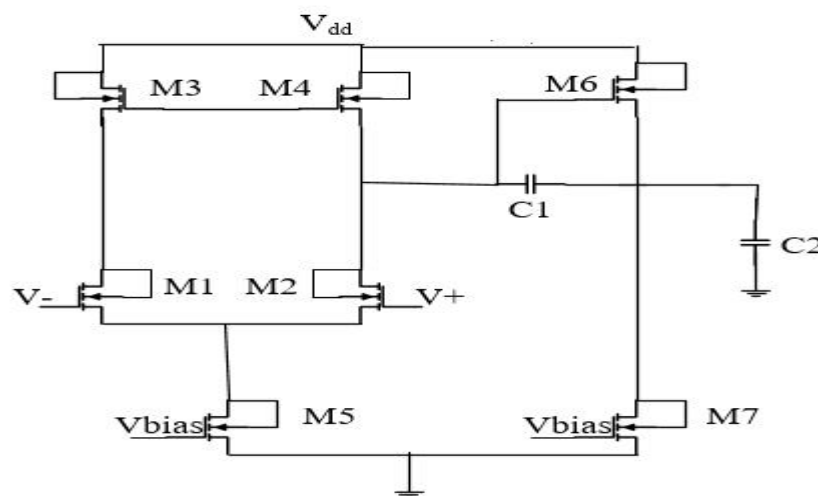 Vdd
M3 M4 M6
C1
C2
V- M1 M2 V+
Vbias M5 Vbias M7